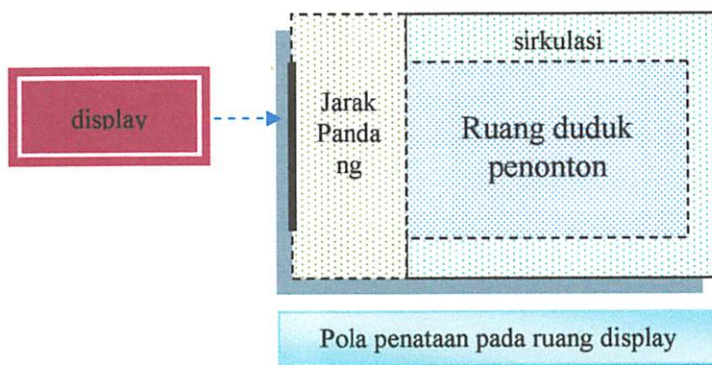 sirkulasi
display
Jarak
Panda
ng
Ruang duduk
penonton
Pola penataan pada ruang display